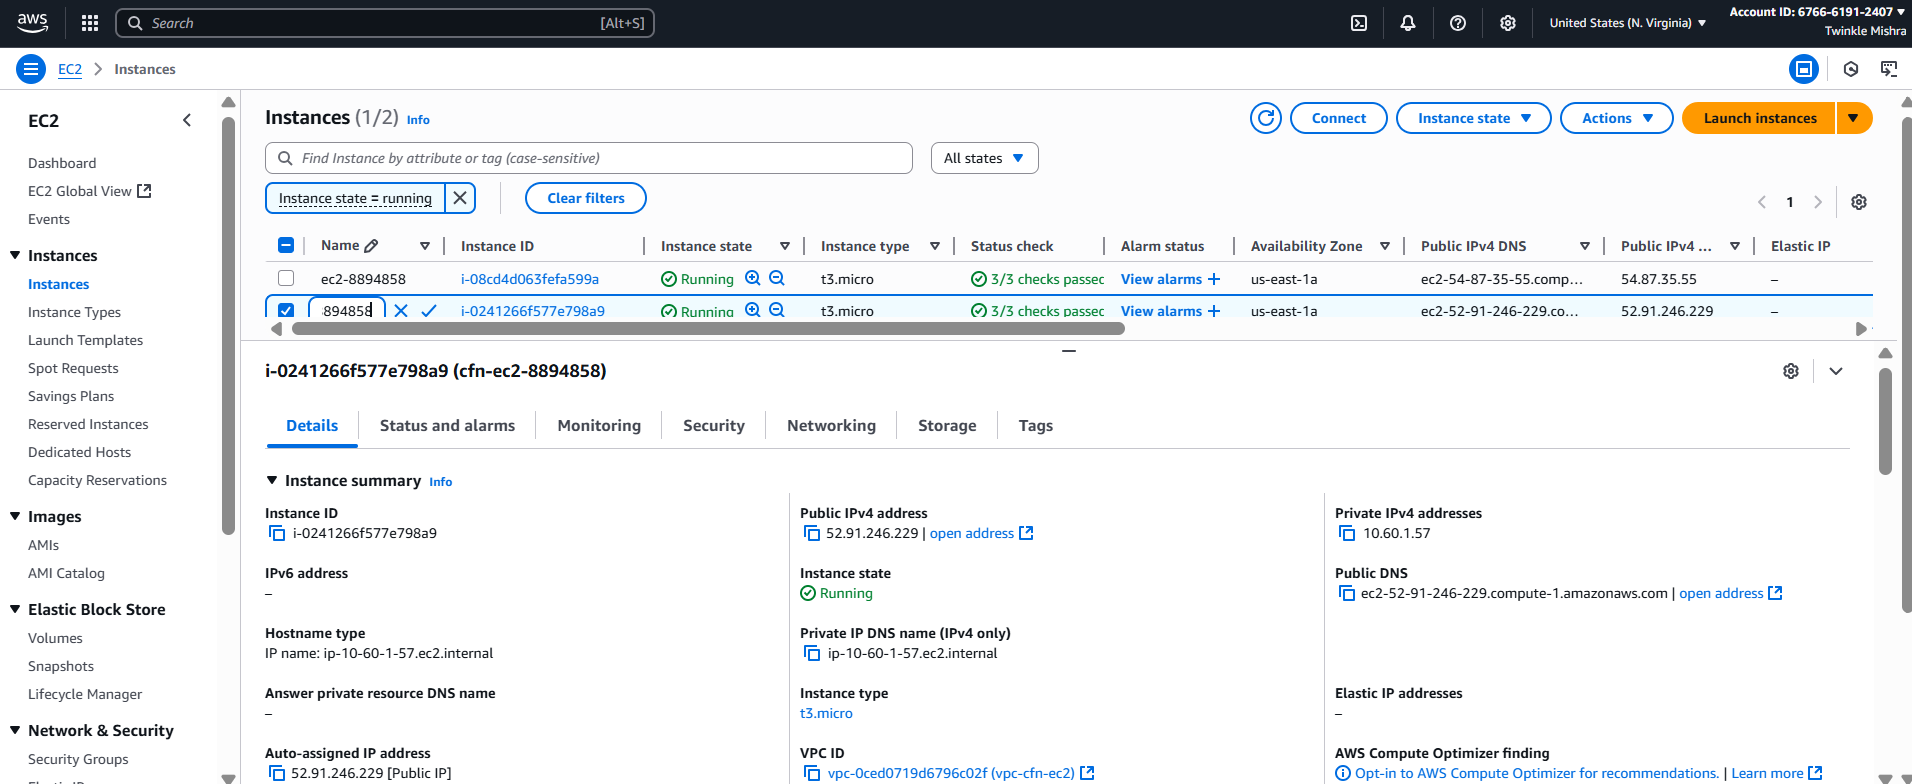 aws
Search [Alt+S]
United States (N. Virginia)
Account ID: 6766-6191-2407
Twinkle Mishra
EC2 Instances
EC2
Dashboard
EC2 Global View
Events
Instances
Instances
Instance Types
Launch Templates
Spot Requests
Savings Plans
Reserved Instances
Dedicated Hosts
Capacity Reservations
Images
AMIs
AMI Catalog
Elastic Block Store
Volumes
Snapshots
Lifecycle Manager
Network & Security
Security Groups
Instances (1/2) Info
Connect Instance state Actions Launch instances
Find Instance by attribute or tag (case-sensitive) All states
Instance state = running Clear filters
1
Name Instance ID Instance state Instance type Status check Alarm status Availability Zone Public IPv4 DNS Public IPv4 ... Elastic IP
ec2-8894858 i-08cd4d063fefa599a Running t3.micro 3/3 checks passed View alarms + us-east-1a ec2-54-87-35-55.comp... 54.87.35.55 –
894858 i-0241266f577e798a9 Running t3.micro 3/3 checks passed View alarms + us-east-1a ec2-52-91-246-229.co... 52.91.246.229 –
i-0241266f577e798a9 (cfn-ec2-8894858)
Details Status and alarms Monitoring Security Networking Storage Tags
Instance summary Info
Instance ID
i-0241266f577e798a9
Public IPv4 address
52.91.246.229 | open address
Private IPv4 addresses
10.60.1.57
IPv6 address
–
Instance state
Running
Public DNS
ec2-52-91-246-229.compute-1.amazonaws.com | open address
Hostname type
IP name: ip-10-60-1-57.ec2.internal
Private IP DNS name (IPv4 only)
ip-10-60-1-57.ec2.internal
Answer private resource DNS name
–
Instance type
t3.micro
Elastic IP addresses
–
Auto-assigned IP address
52.91.246.229 [Public IP]
VPC ID
vpc-0ced0719d6796c02f (vpc-cfn-ec2)
AWS Compute Optimizer finding
Opt-in to AWS Compute Optimizer for recommendations. | Learn more